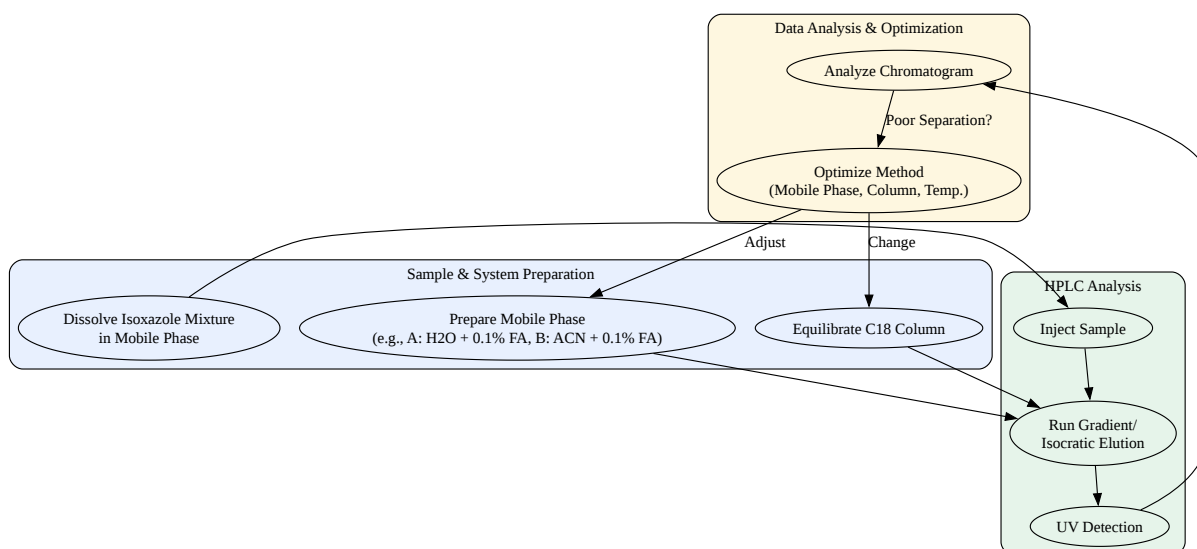 Data Analysis & Optimization
Analyze Chromatogram
Poor Separation?
Optimize Method
(Mobile Phase, Column, Temp.)
Adjust
Change
Sample & System Preparation
Dissolve Isoxazole Mixture
in Mobile Phase
Prepare Mobile Phase
(e.g., A: H2O + 0.1% FA, B: ACN + 0.1% FA)
Equilibrate C18 Column
HPLC Analysis
Inject Sample
Run Gradient/
Isocratic Elution
UV Detection